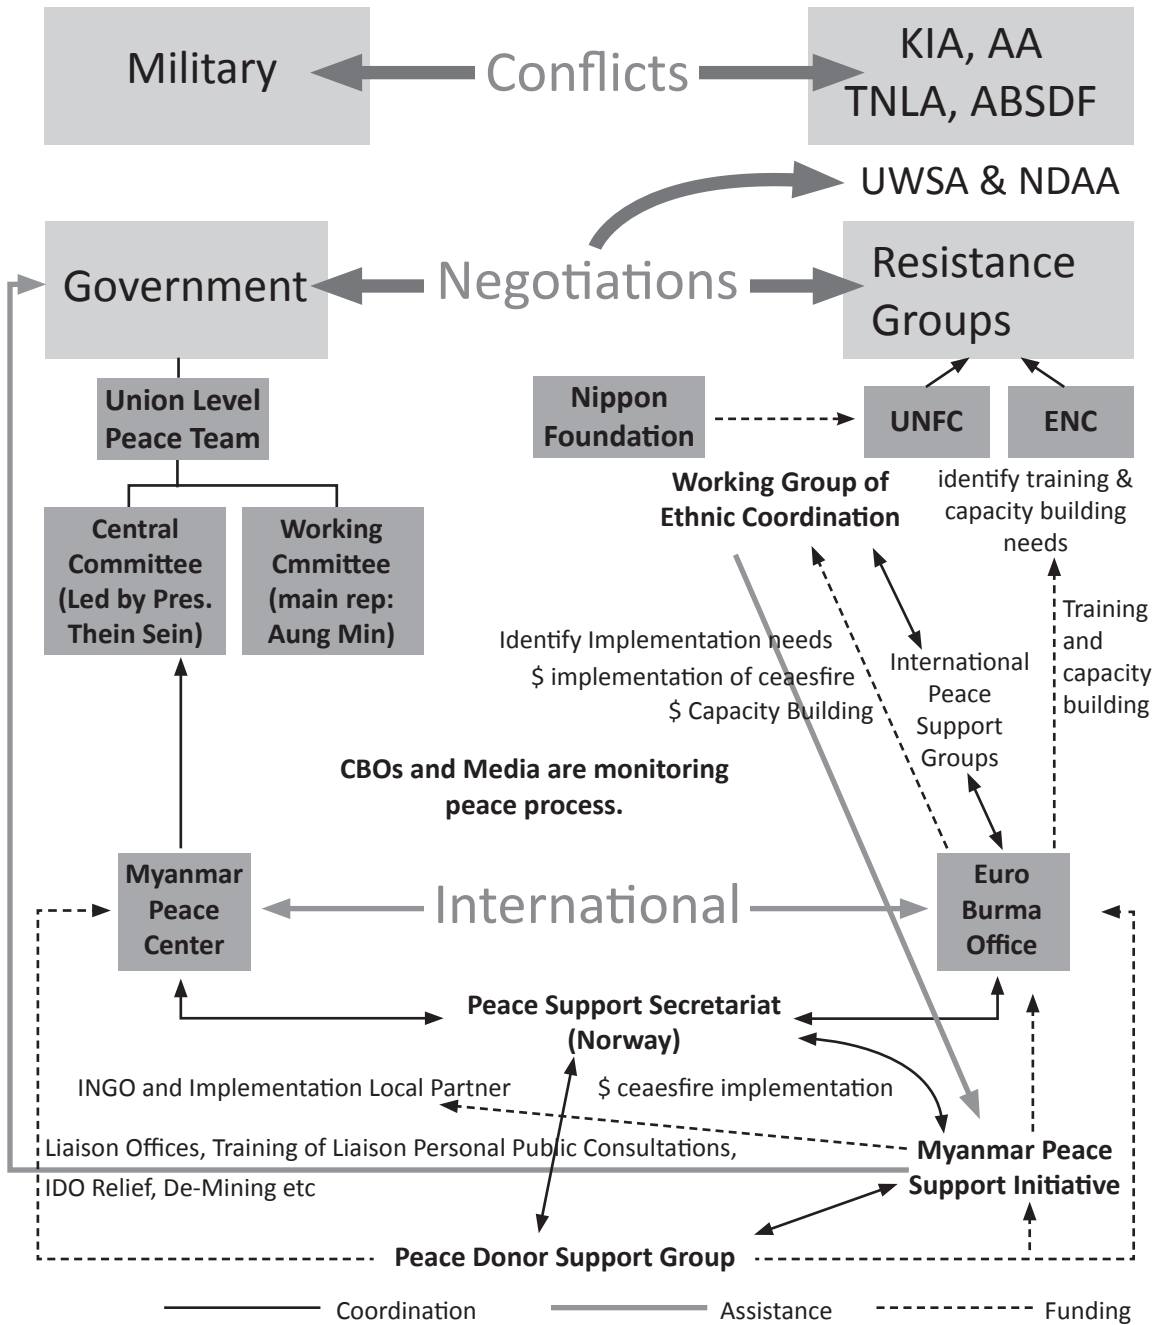 Military
Conflicts
KIA, AA
TNLA, ABSDF
UWSA & NDAA
Government
Negotiations
Resistance
Groups
Union Level
Peace Team
Nippon
Foundation
UNFC
ENC
Central
Committee
(Led by Pres.
Thein Sein)
Working
Cmmittee
(main rep:
Aung Min)
Working Group of
Ethnic Coordination
identify training &
capacity building
needs
Training
and
capacity
building
Identify Implementation needs
$ implementation of ceaesfire
$ Capacity Building
International
Peace
Support
Groups
CBOs and Media are monitoring
peace process.
Myanmar
Peace
Center
International
Euro
Burma
Office
Peace Support Secretariat
(Norway)
INGO and Implementation Local Partner
$ ceaesfire implementation
Liaison Offices, Training of Liaison Personal Public Consultations,
IDO Relief, De-Mining etc
Myanmar Peace
Support Initiative
Peace Donor Support Group
Coordination
Assistance
Funding